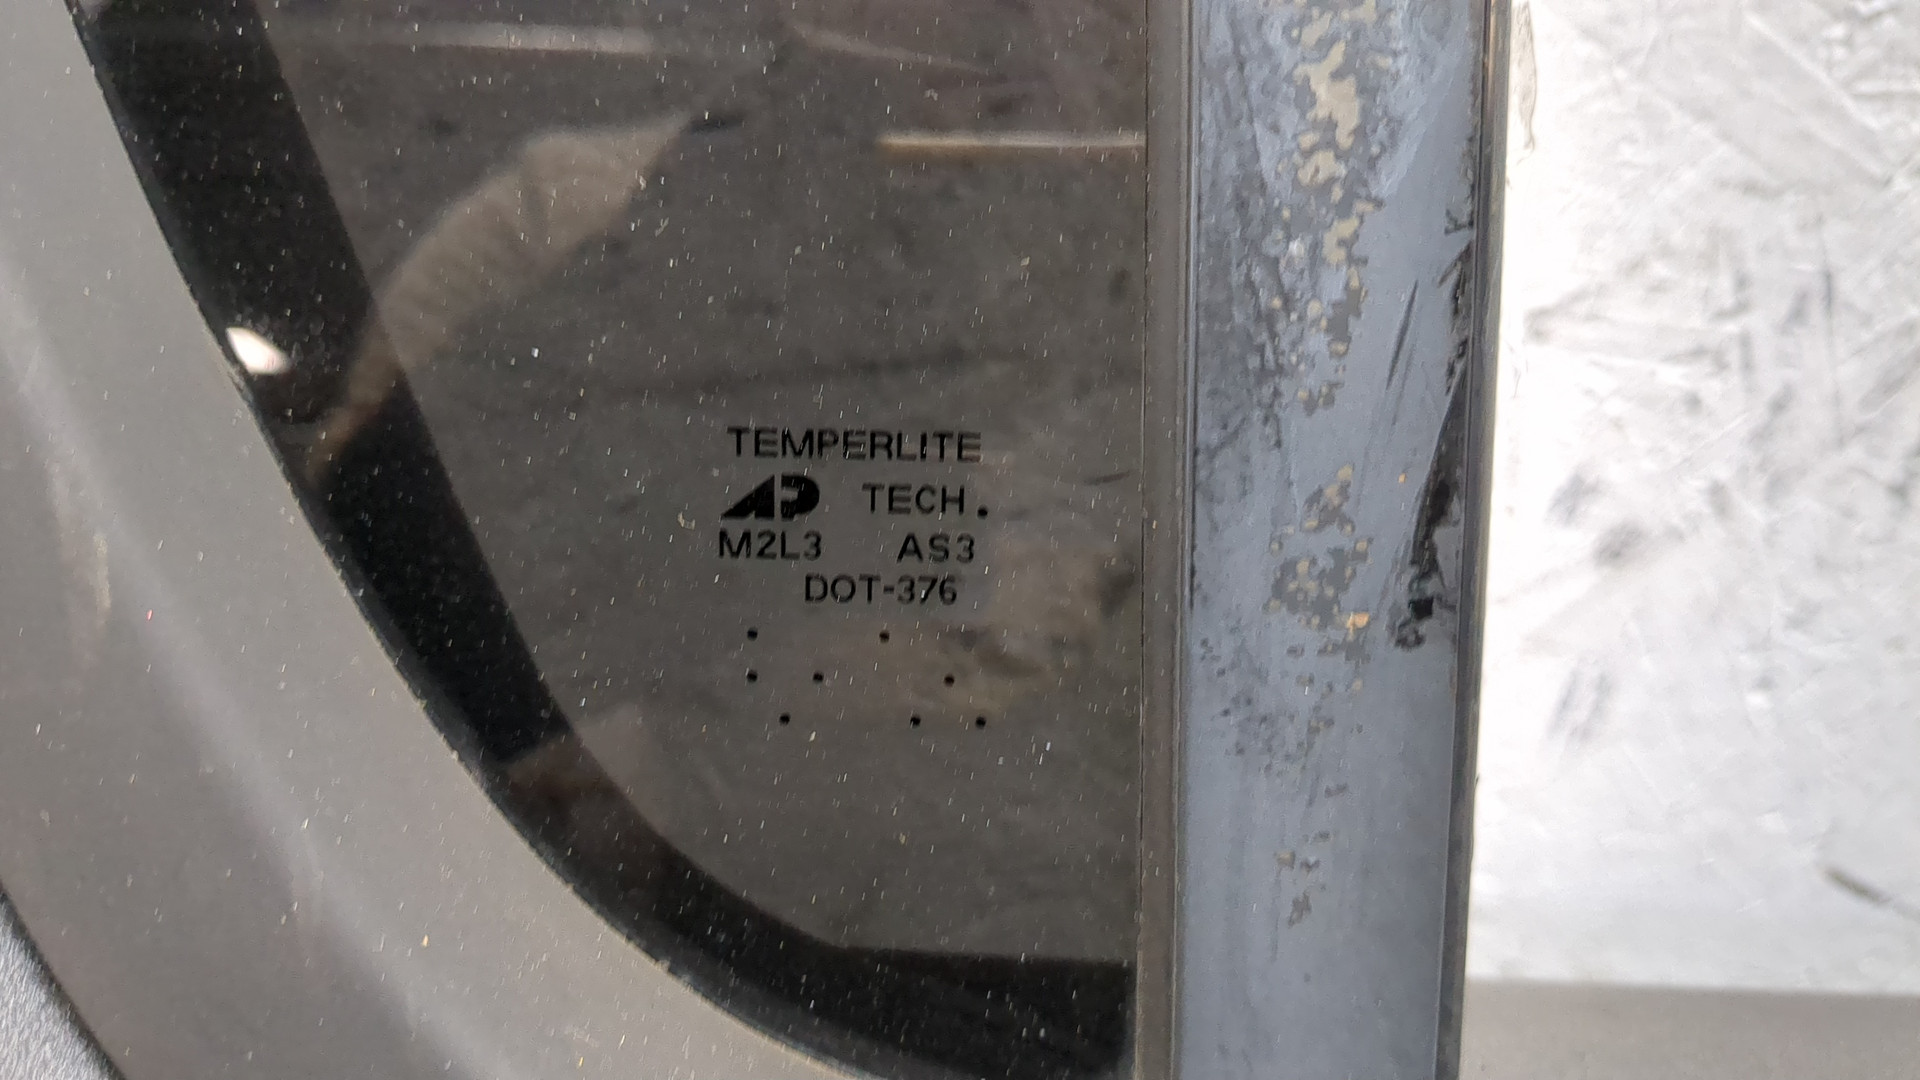 TEMPERLITE
AP TECH.
M2L3 AS3
DOT-376